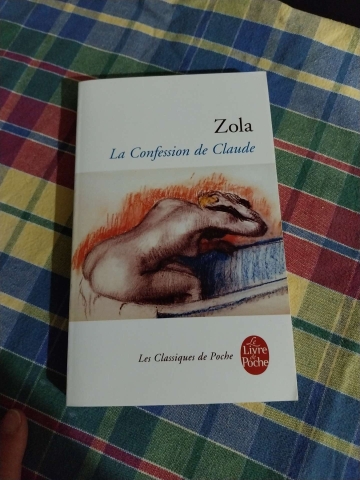 Zola
La Confession de Claude
Les Classiques de Poche
Le
Livre
de
Poche